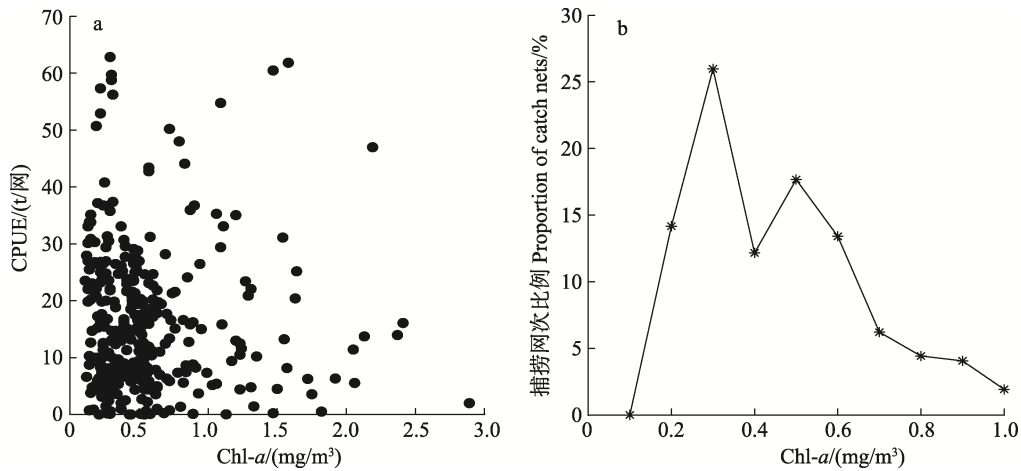 a
70
60
50
40
30
20
10
0
CPUE/(t/网)
0 0.5 1.0 1.5 2.0 2.5 3.0
Chl-a/(mg/m³)
b
30
25
20
15
10
5
0
捕捞网次比例 Proportion of catch nets/%
0 0.2 0.4 0.6 0.8 1.0
Chl-a/(mg/m³)